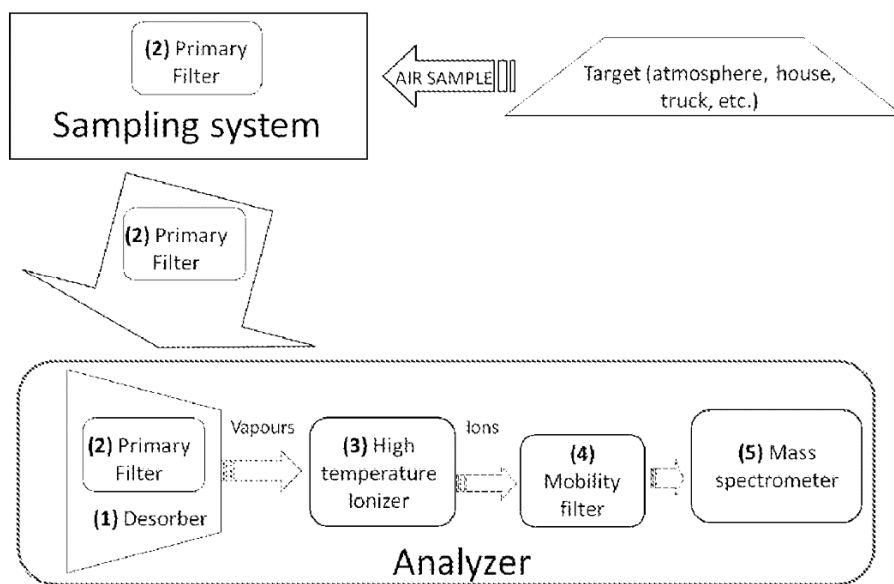 (2) Primary
Filter
Sampling system
AIR SAMPLE
Target (atmosphere, house,
truck, etc.)
(2) Primary
Filter
(2) Primary
Filter
(1) Desorber
Vapours
(3) High
temperature
Ionizer
Ions
(4)
Mobility
filter
(5) Mass
spectrometer
Analyzer